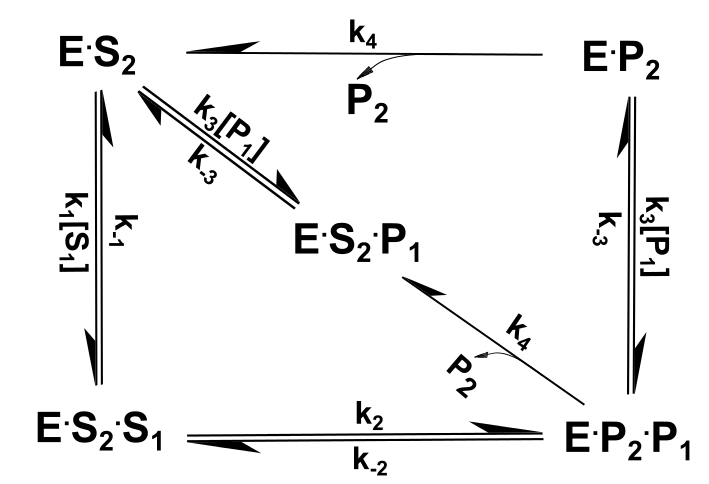 E·S₂
k₄
P₂
E·P₂
k₃[P₁]
k₋₃
k₁[S₁]
k₋₁
E·S₂·P₁
k₋₃
k₃[P₁]
k₄
P₂
E·S₂·S₁
k₂
k₋₂
E·P₂·P₁